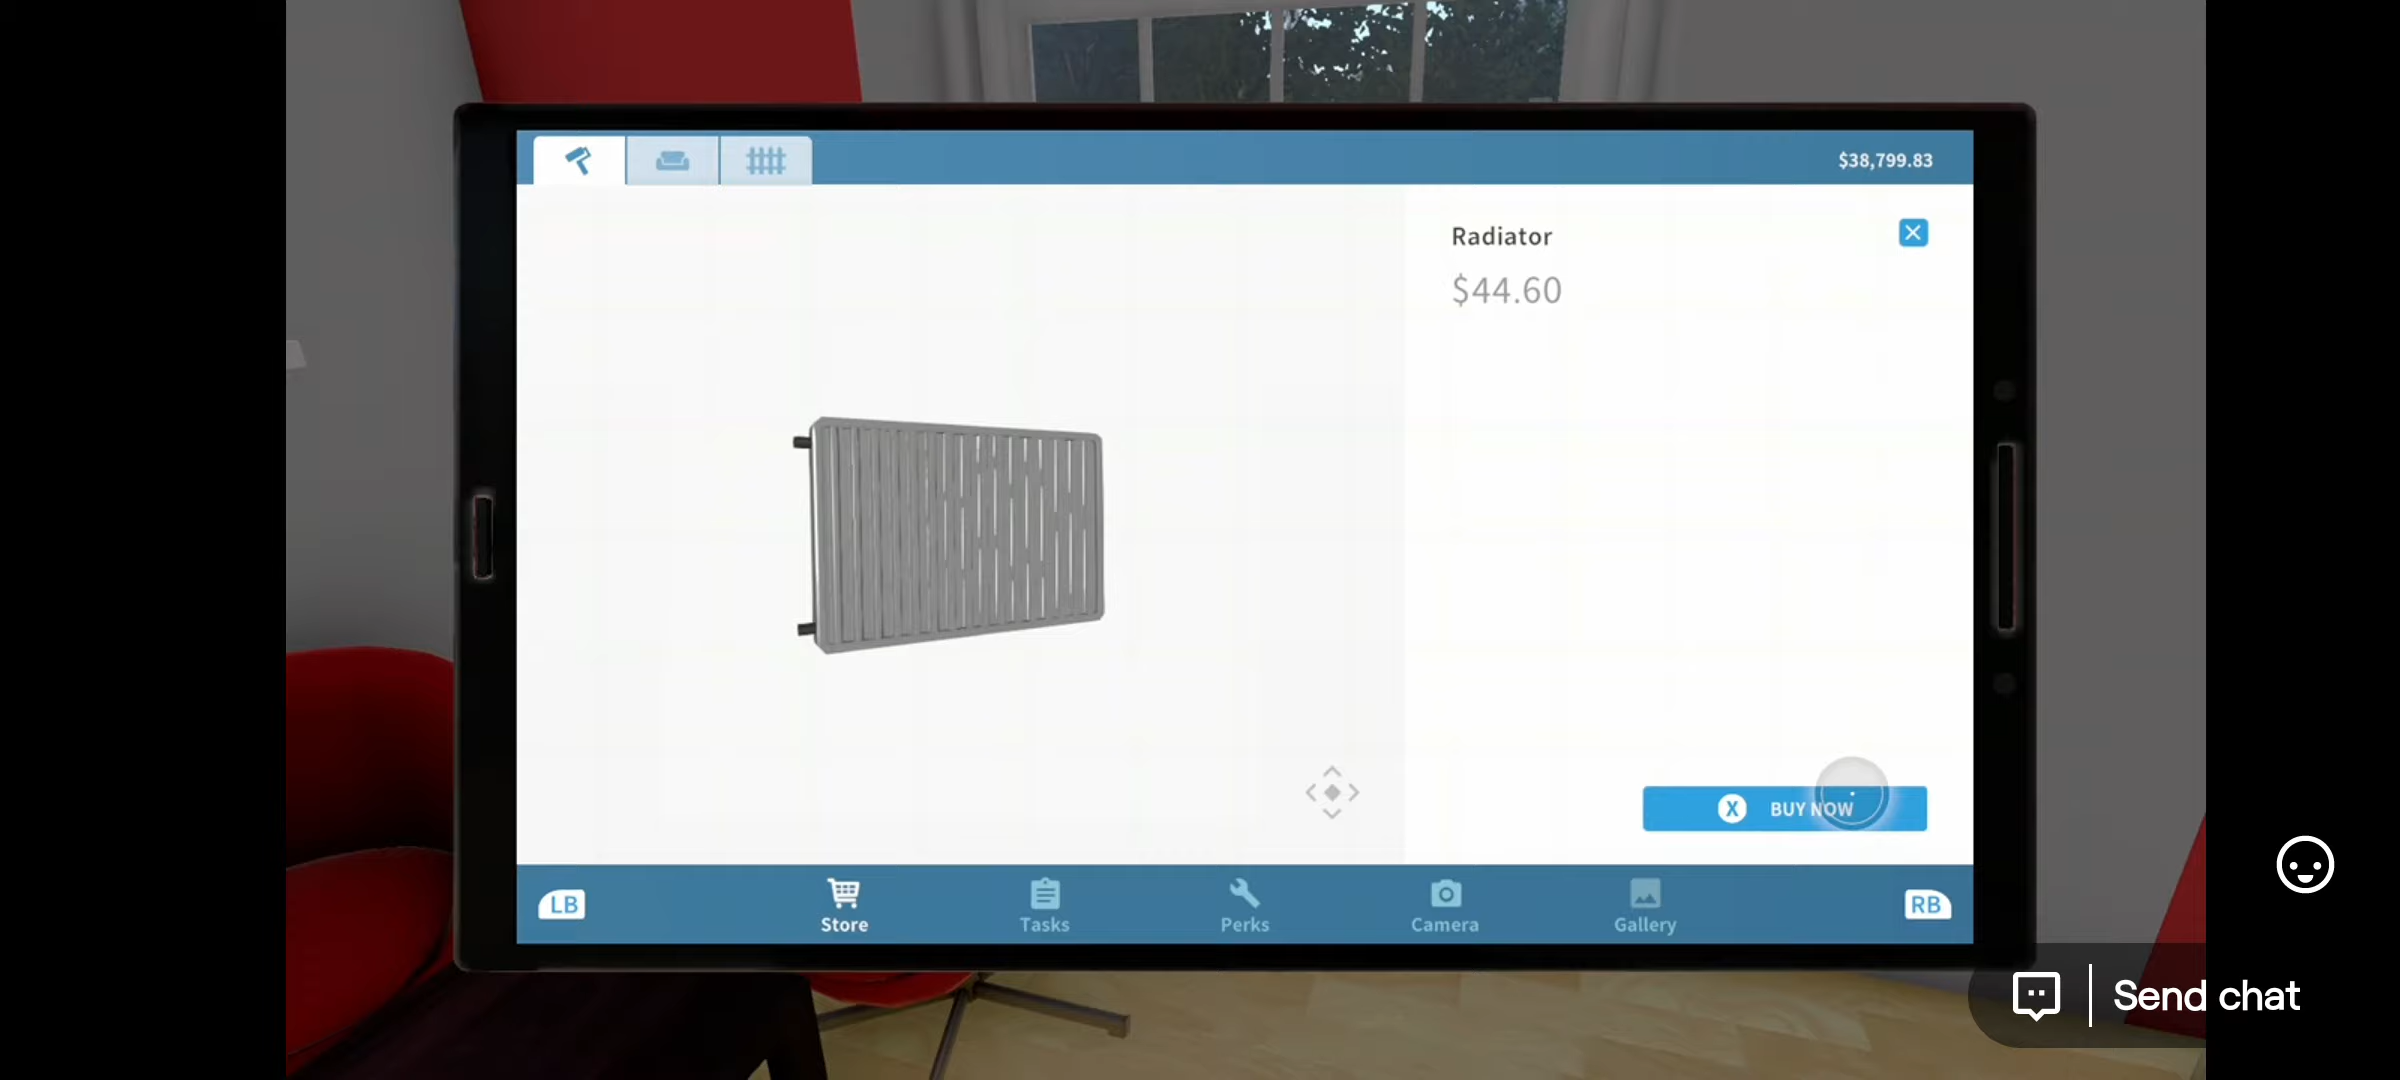 $38,799.83
Radiator
$44.60
X BUY NOW
LB
Store
Tasks
Perks
Camera
Gallery
RB
Send chat